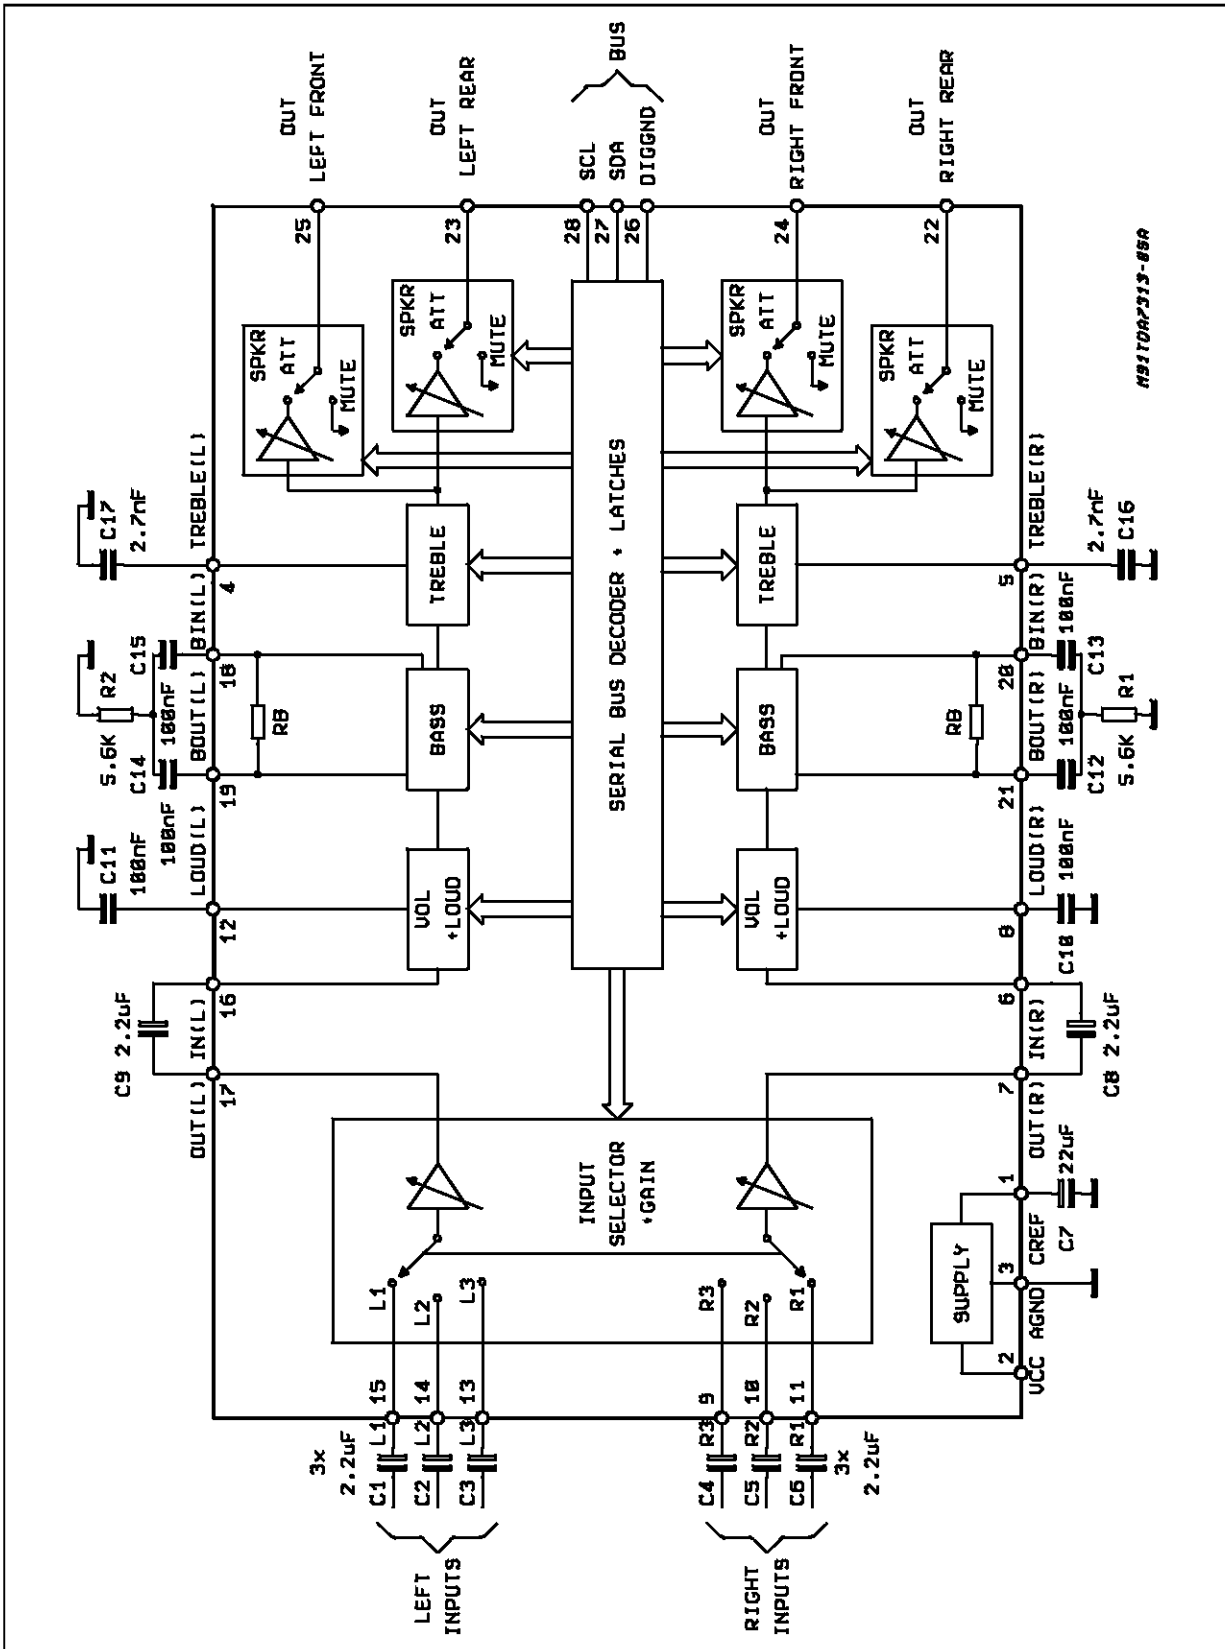 LEFT
INPUTS
3x
2.2uF
C1
C2
C3
L1
L2
L3
15
14
13
L1
L2
L3
RIGHT
INPUTS
C4
C5
C6
3x
2.2uF
R3
R2
R1
9
10
11
R3
R2
R1
INPUT
SELECTOR
+GAIN
SUPPLY
2
3
1
VCC
AGND
CREF
C7
22uF
OUT(L)
17
C9 2.2uF
IN(L)
16
OUT(R)
7
C8 2.2uF
IN(R)
6
LOUD(L)
12
C11
100nF
VOL
+LOUD
LOUD(R)
8
C10
100nF
VOL
+LOUD
BOUT(L)
19
C14
100nF
5.6K
R2
100nF
C15
BIN(L)
18
RB
BASS
BOUT(R)
21
C12
100nF
5.6K
R1
C13
100nF
BIN(R)
20
RB
BASS
TREBLE(L)
4
C17
2.7nF
TREBLE
TREBLE(R)
5
C16
2.7nF
TREBLE
SERIAL BUS DECODER + LATCHES
SPKR
ATT
MUTE
25
OUT
LEFT FRONT
SPKR
ATT
MUTE
23
OUT
LEFT REAR
28
27
26
SCL
SDA
DIGGND
BUS
SPKR
ATT
MUTE
24
OUT
RIGHT FRONT
SPKR
ATT
MUTE
22
OUT
RIGHT REAR